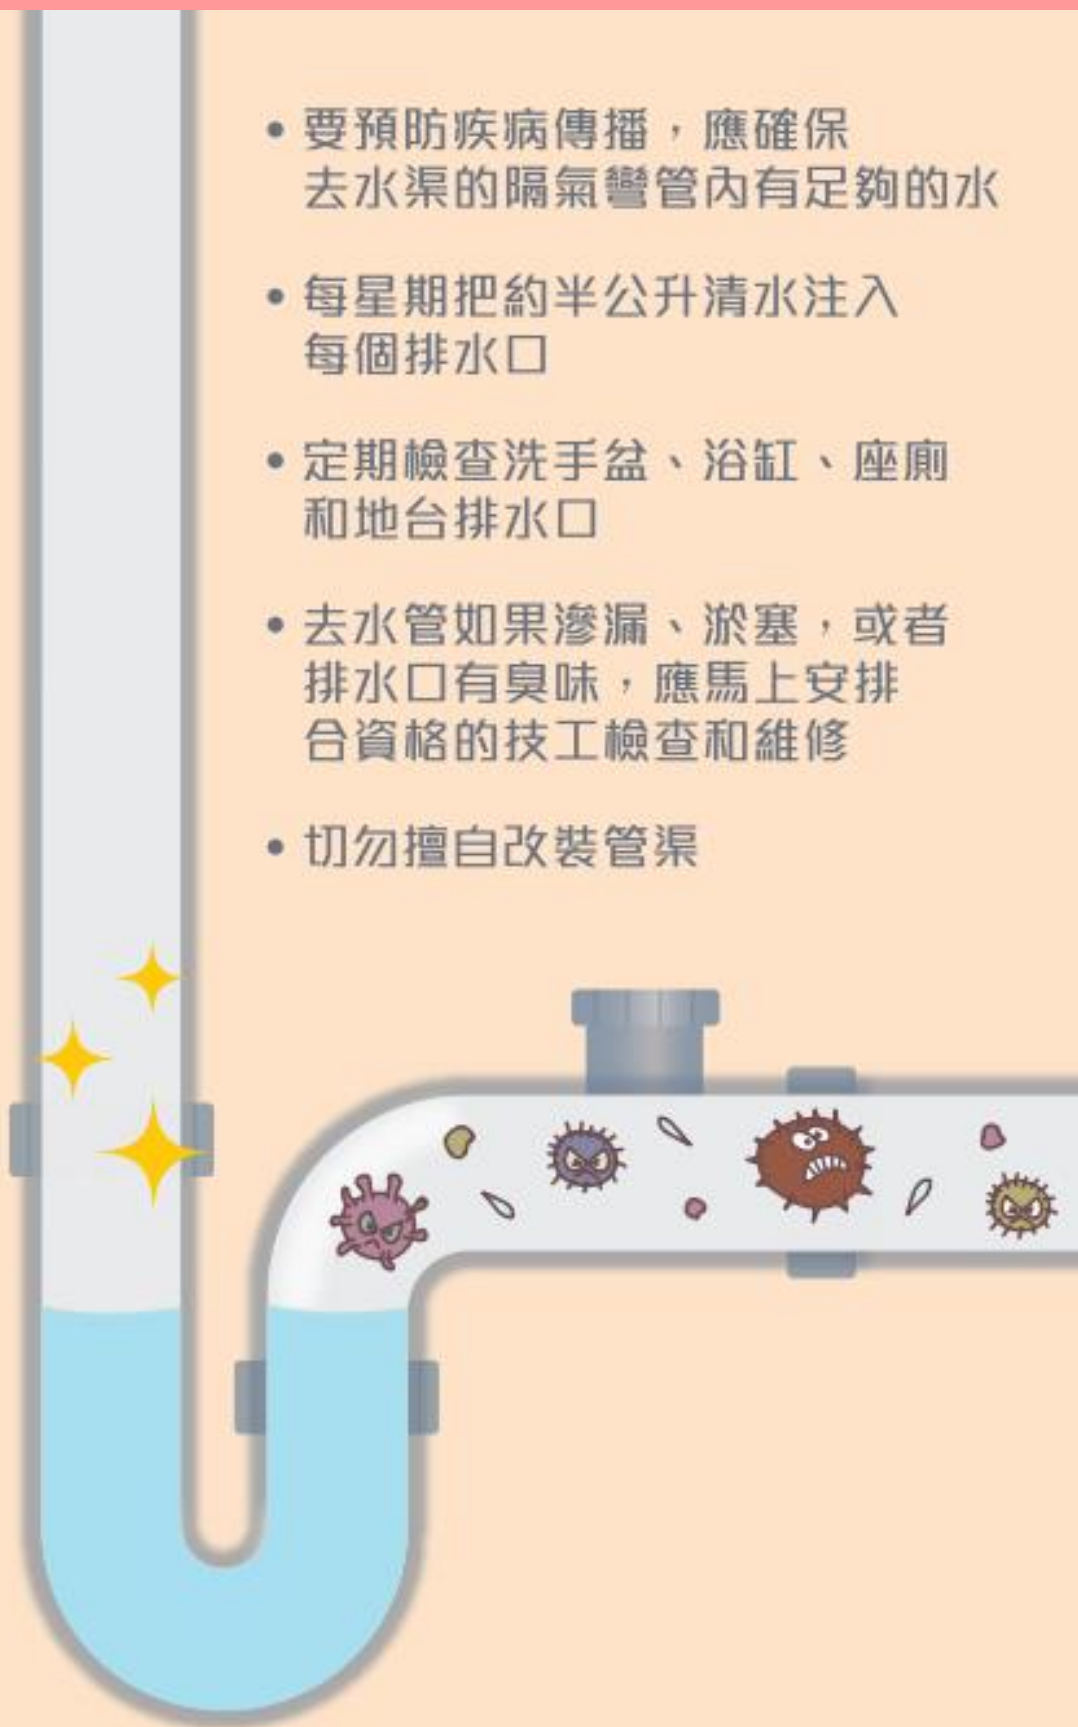 • 要預防疾病傳播，應確保
去水渠的隔氣彎管內有足夠的水
• 每星期把約半公升清水注入
每個排水口
• 定期檢查洗手盆、浴缸、座廁
和地台排水口
• 去水管如果滲漏、淤塞，或者
排水口有臭味，應馬上安排
合資格的技工檢查和維修
• 切勿擅自改裝管渠